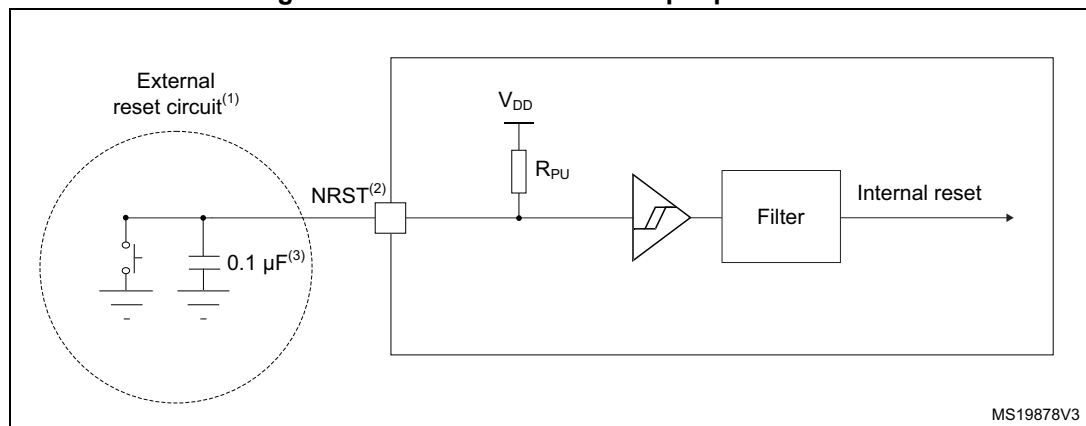 External
reset circuit(1)
VDD
RPU
NRST(2)
0.1 μF(3)
Filter
Internal reset
MS19878V3